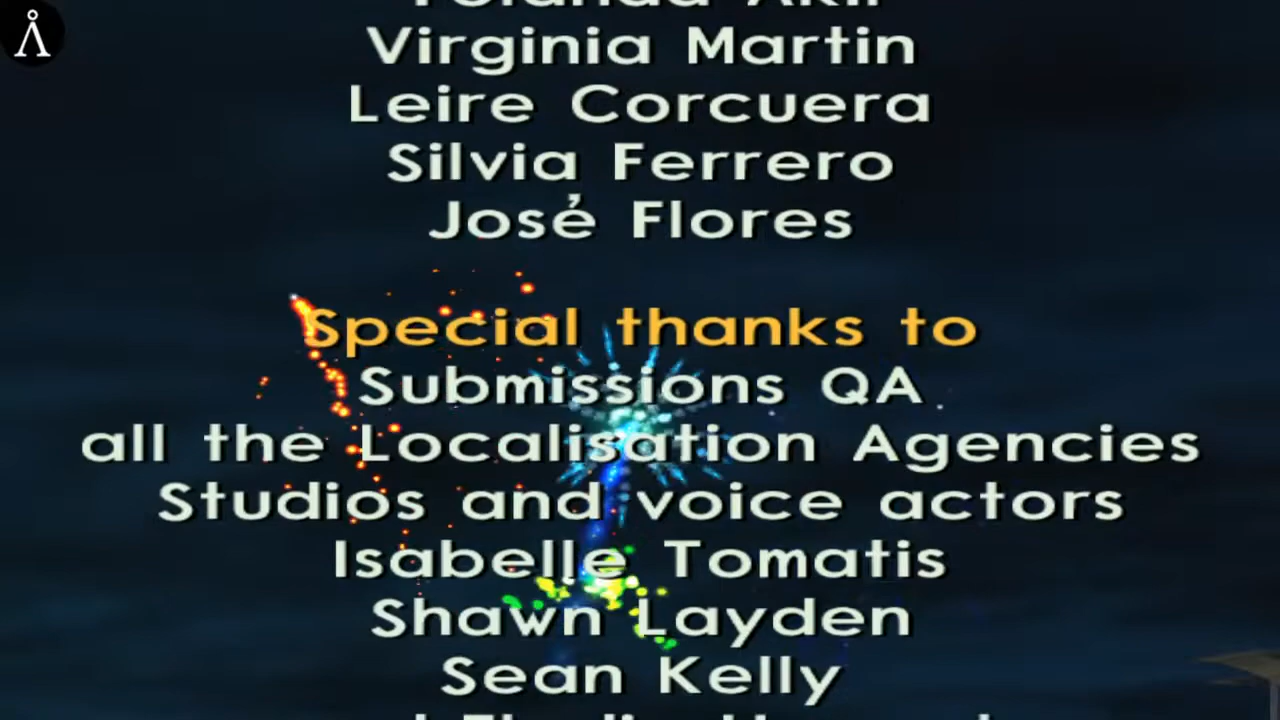 Virginia Martin
Leire Corcuera
Silvia Ferrero
José Flores
Special thanks to
Submissions QA
all the Localisation Agencies
Studios and voice actors
Isabelle Tomatis
Shawn Layden
Sean Kelly